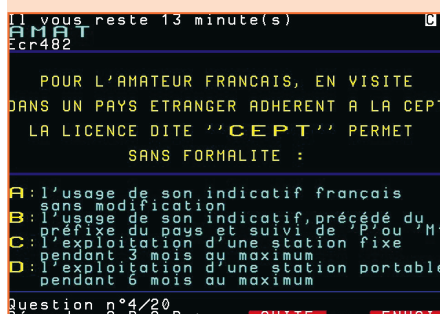 Il vous reste 13 minute(s) C
AMAT
Ecr482
POUR L'AMATEUR FRANCAIS, EN VISITE
DANS UN PAYS ETRANGER ADHERENT A LA CEPT
LA LICENCE DITE ''CEPT'' PERMET
SANS FORMALITE :
A:l'usage de son indicatif français
sans modification
B:l'usage de son indicatif,précédé du
préfixe du pays et suivi de 'P'ou 'M'
C:l'exploitation d'une station fixe
pendant 3 mois au maximum
D:l'exploitation d'une station portable
pendant 6 mois au maximum
Question n°4/20
SUITE ENVOI